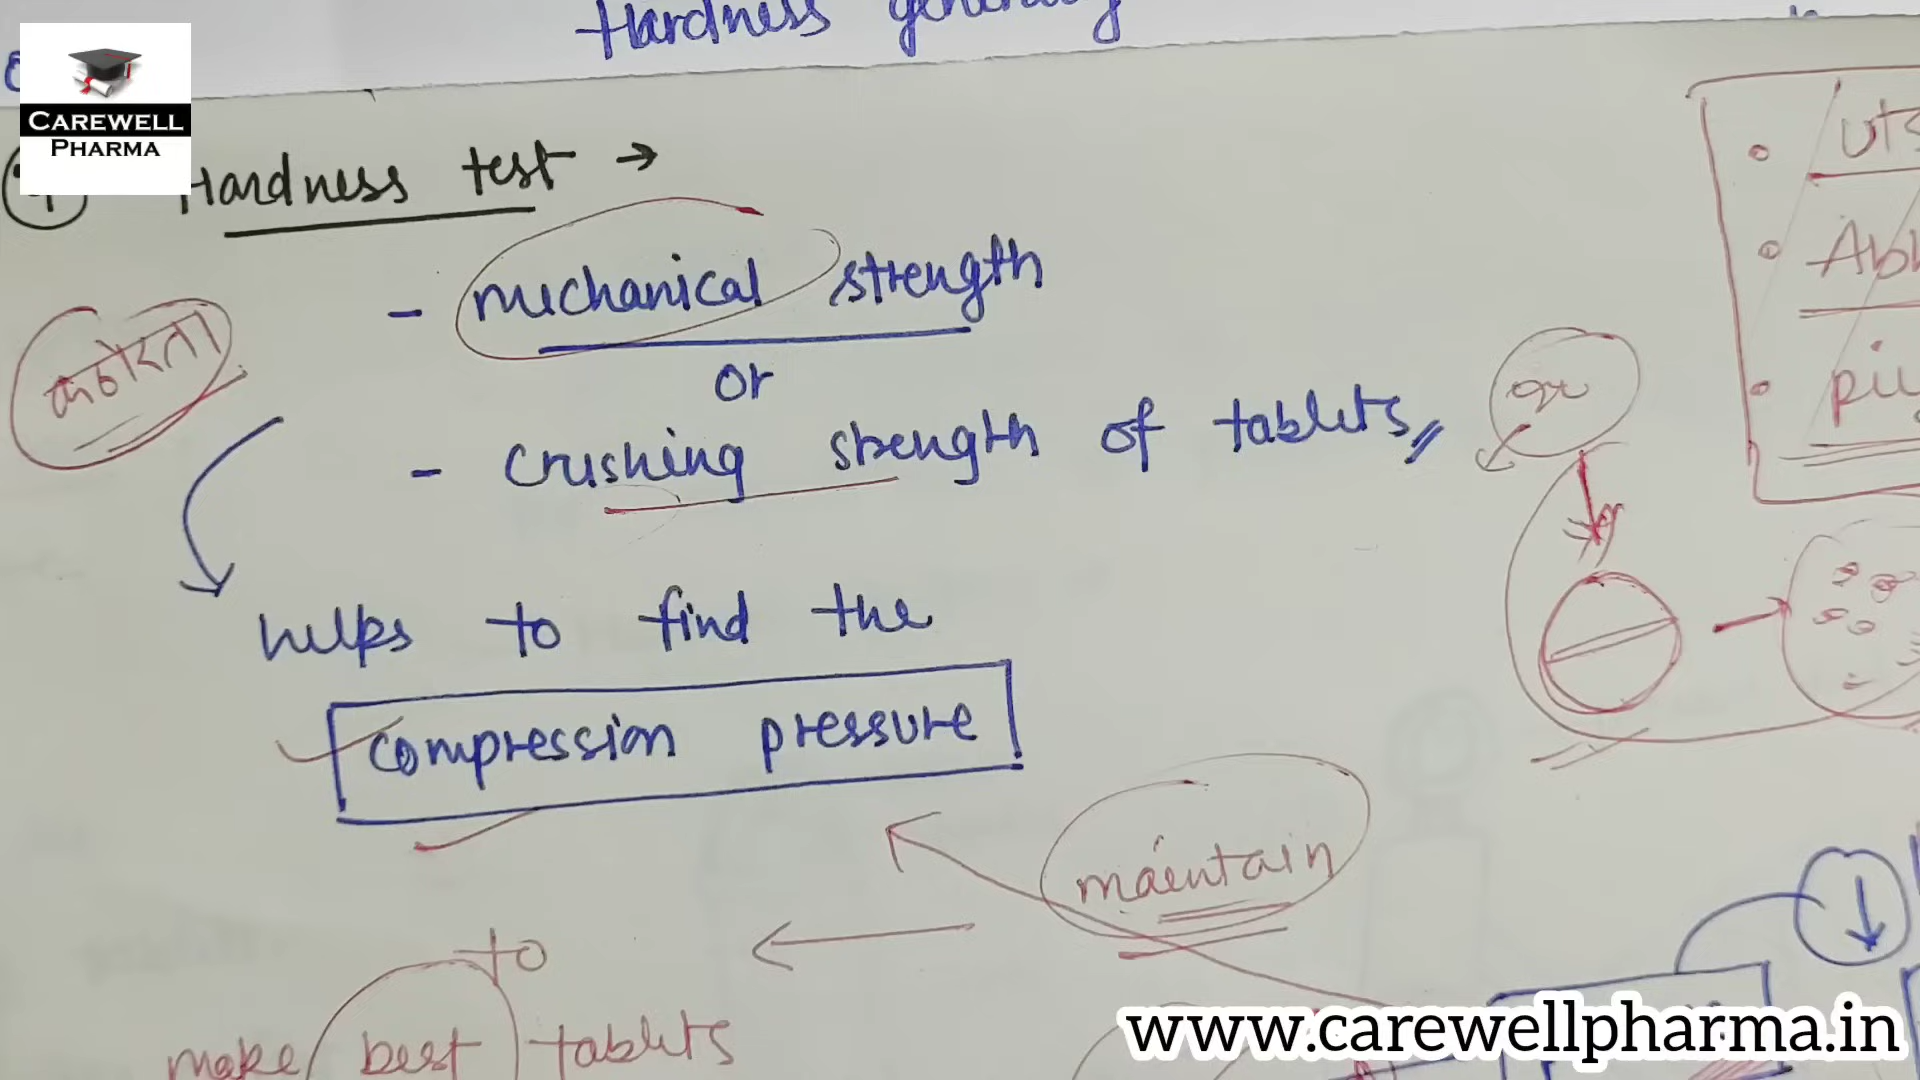 Hardness generally
CAREWELL
PHARMA
Hardness test →
कठोरता
- mechanical strength
or
- crushing strength of tablets,
helps to find the
compression pressure
maintain
to
make best tablets
www.carewellpharma.in